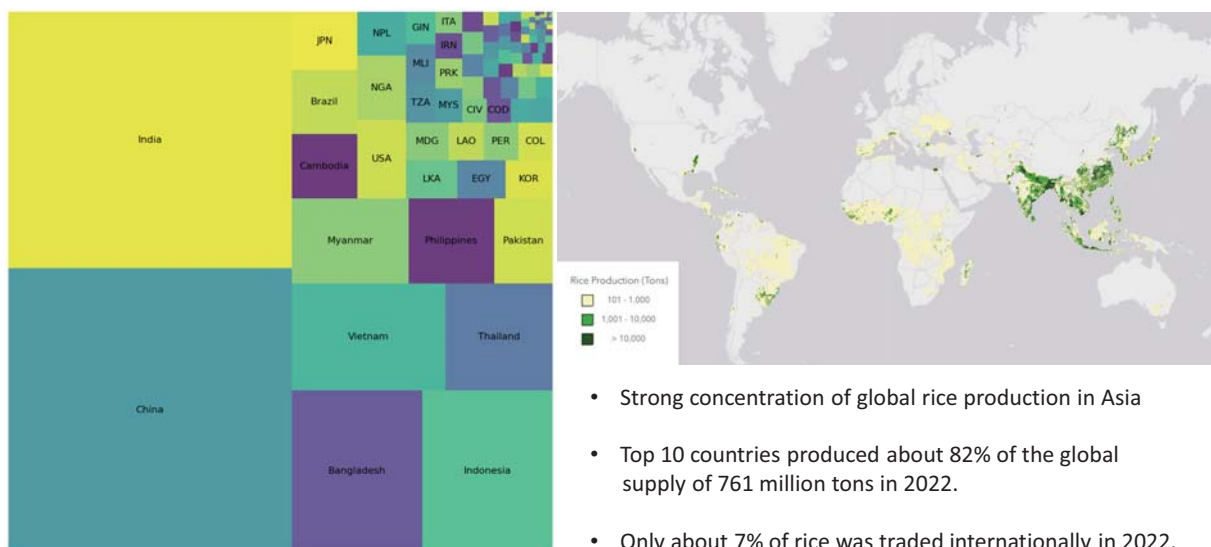 India
China
JPN
Brazil
Cambodia
NPL
NGA
USA
GIN
ITA
MLI
IRN
PRK
TZA
MYS
CIV
COD
MDG
LAO
PER
COL
LKA
EGY
KOR
Myanmar
Philippines
Pakistan
Vietnam
Thailand
Bangladesh
Indonesia
Rice Production (Tons)
101 - 1,000
1,001 - 10,000
> 10,000
• Strong concentration of global rice production in Asia
• Top 10 countries produced about 82% of the global
supply of 761 million tons in 2022.
• Only about 7% of rice was traded internationally in 2022.